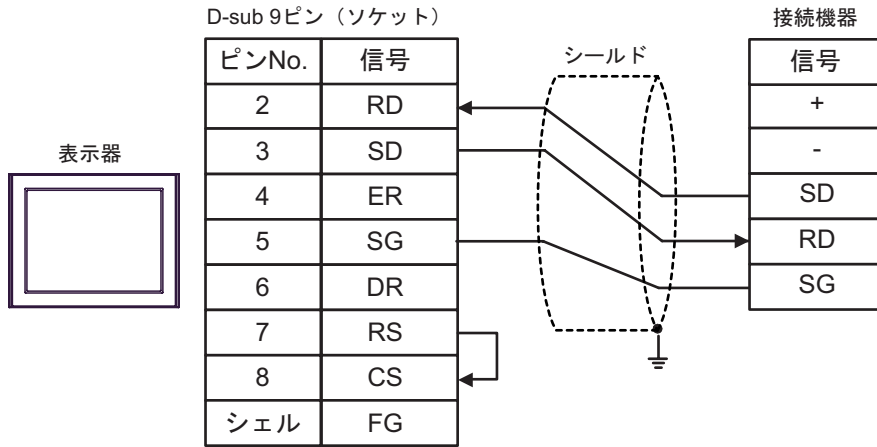 D-sub 9ピン（ソケット）
接続機器
ピンNo. 信号
シールド
信号
2 RD
+
3 SD
-
表示器
4 ER
SD
5 SG
RD
6 DR
SG
7 RS
8 CS
シェル FG